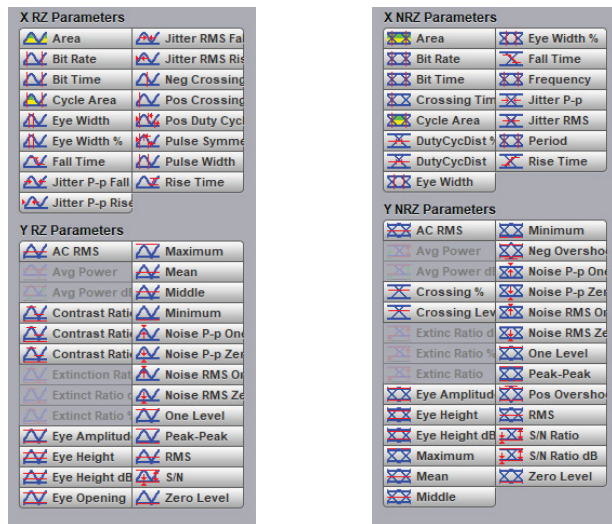 X RZ Parameters
Area
Bit Rate
Bit Time
Cycle Area
Eye Width
Eye Width %
Fall Time
Jitter P-p Fall
Jitter P-p Rise
Jitter RMS Fal
Jitter RMS Ris
Neg Crossing
Pos Crossing
Pos Duty Cycl
Pulse Symme
Pulse Width
Rise Time
Y RZ Parameters
AC RMS
Avg Power
Avg Power dB
Contrast Ratio
Contrast Ratio
Contrast Ratio
Extinction Rat
Extinct Ratio d
Extinct Ratio %
Eye Amplitud
Eye Height
Eye Height dB
Eye Opening
Maximum
Mean
Middle
Minimum
Noise P-p One
Noise P-p Zer
Noise RMS On
Noise RMS Ze
One Level
Peak-Peak
RMS
S/N
Zero Level
X NRZ Parameters
Area
Bit Rate
Bit Time
Crossing Tim
Cycle Area
DutyCycDist %
DutyCycDist
Eye Width
Eye Width %
Fall Time
Frequency
Jitter P-p
Jitter RMS
Period
Rise Time
Y NRZ Parameters
AC RMS
Avg Power
Avg Power dB
Crossing %
Crossing Lev
Extinc Ratio d
Extinc Ratio %
Extinc Ratio
Eye Amplitud
Eye Height
Eye Height dB
Maximum
Mean
Middle
Minimum
Neg Oversho
Noise P-p One
Noise P-p Zer
Noise RMS On
Noise RMS Ze
One Level
Peak-Peak
Pos Oversho
RMS
S/N Ratio
S/N Ratio dB
Zero Level